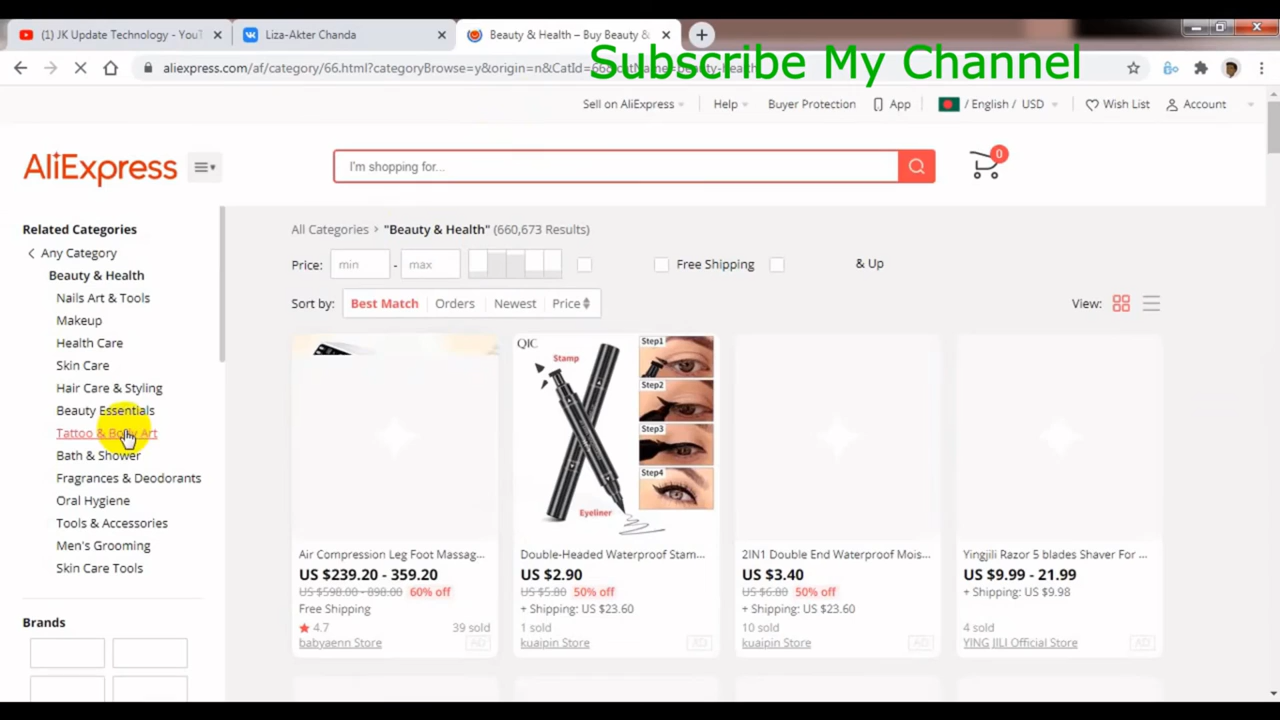 (1) JK Update Technology - YouT
Liza-Akter Chanda
Beauty & Health – Buy Beauty &
Subscribe My Channel
aliexpress.com/af/category/66.html?categoryBrowse=y&origin=n&CatId=
Sell on AliExpress
Help
Buyer Protection
App
/ English / USD
Wish List
Account
AliExpress
I'm shopping for...
0
Related Categories
Any Category
Beauty & Health
Nails Art & Tools
Makeup
Health Care
Skin Care
Hair Care & Styling
Beauty Essentials
Tattoo & Body Art
Bath & Shower
Fragrances & Deodorants
Oral Hygiene
Tools & Accessories
Men's Grooming
Skin Care Tools
Brands
All Categories > "Beauty & Health" (660,673 Results)
Price: min - max
Free Shipping
& Up
Sort by: Best Match Orders Newest Price
View:
QIC
Stamp
Step1
Step2
Step3
Step4
Eyeliner
Air Compression Leg Foot Massag...
US $239.20 - 359.20
US $598.00 - 898.00 60% off
Free Shipping
4.7 39 sold
babyaenn Store AD
Double-Headed Waterproof Stam...
US $2.90
US $5.80 50% off
+ Shipping: US $23.60
1 sold
kuaipin Store AD
2IN1 Double End Waterproof Mois...
US $3.40
US $6.80 50% off
+ Shipping: US $23.60
10 sold
kuaipin Store AD
Yingjili Razor 5 blades Shaver For ...
US $9.99 - 21.99
+ Shipping: US $9.98
4 sold
YING JILI Official Store AD